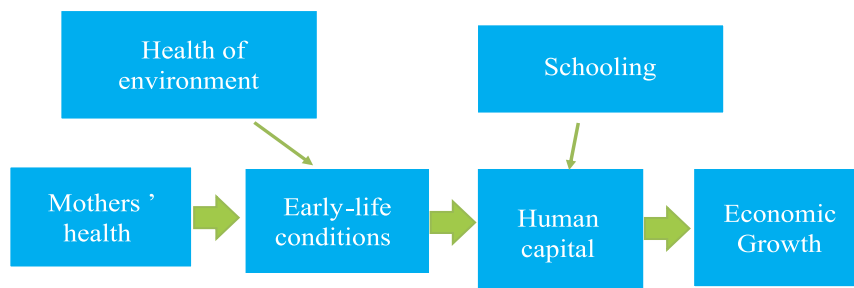 Health of
environment
Schooling
Mothers ’
health
Early-life
conditions
Human
capital
Economic
Growth